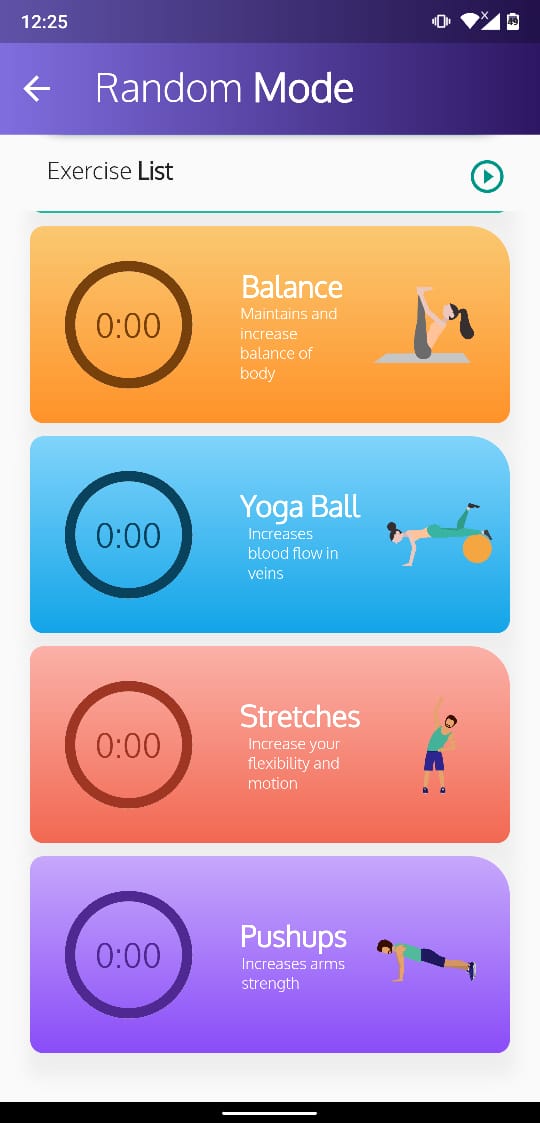 12:25
49
Random Mode
Exercise List
0:00
Balance
Maintains and
increase
balance of
body
0:00
Yoga Ball
Increases
blood flow in
veins
0:00
Stretches
Increase your
flexibility and
motion
0:00
Pushups
Increases arms
strength